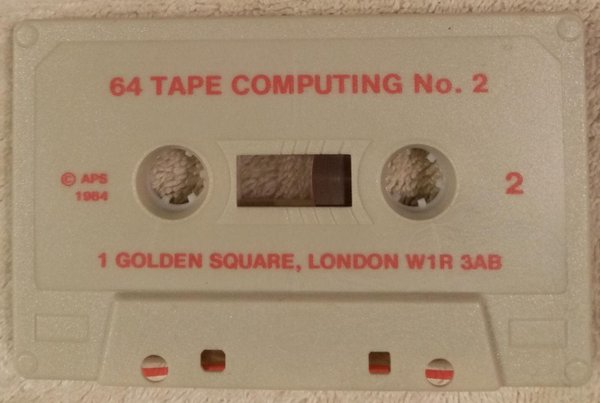 64 TAPE COMPUTING No. 2
© APS
1984
2
1 GOLDEN SQUARE, LONDON W1R 3AB